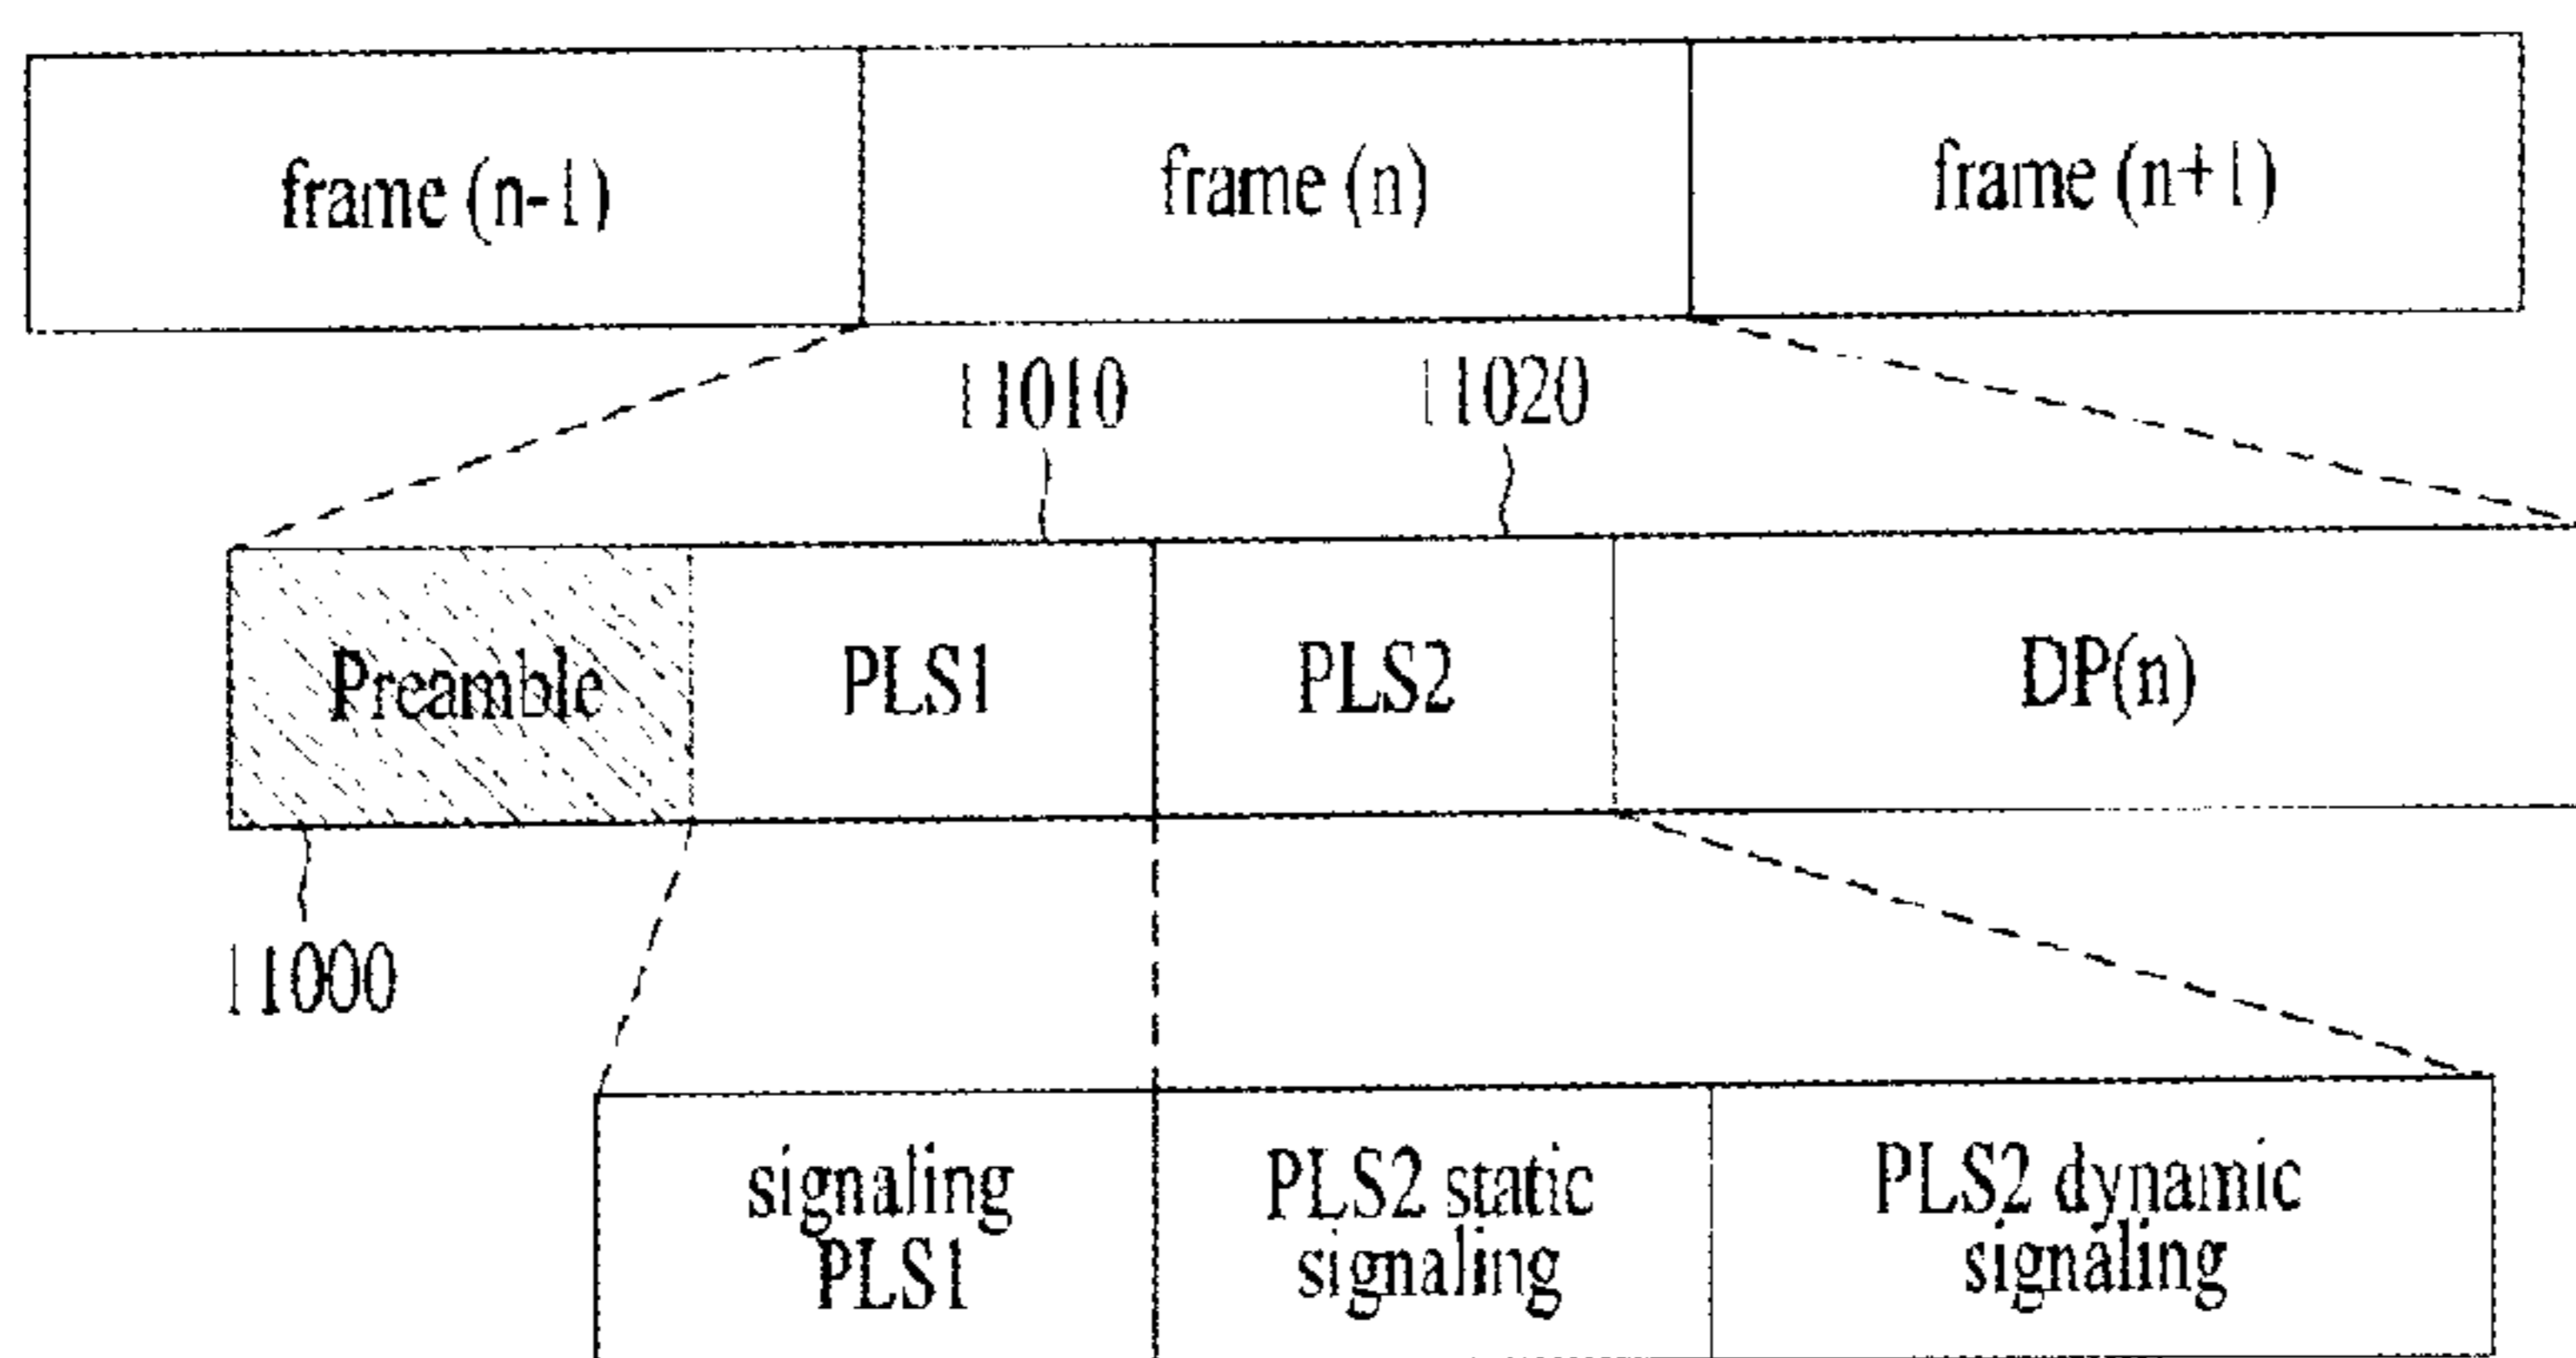 frame (n-1)
frame (n)
frame (n+1)
11010
11020
Preamble
PLS1
PLS2
DP(n)
11000
signaling
PLS1
PLS2 static
signaling
PLS2 dynamic
signaling